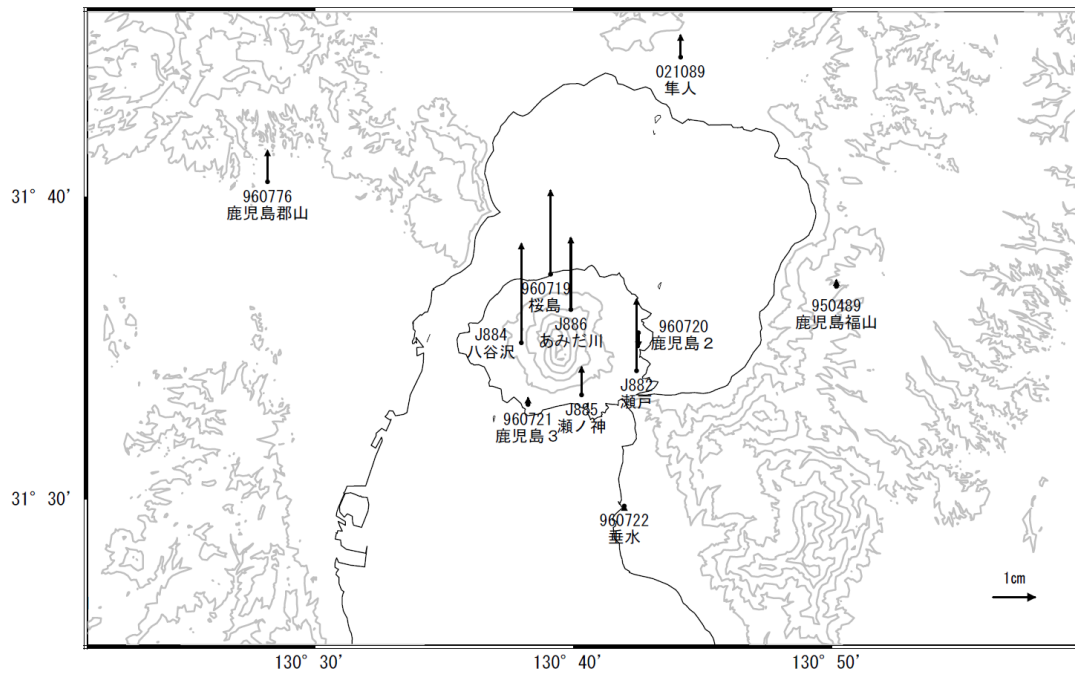 021089
隼人
960776
鹿児島郡山
31° 40'
960719
桜島
950489
鹿児島福山
J884
八谷沢
J886
あみだ川
960720
鹿児島2
J882
瀬戸
J885
瀬ノ神
960721
鹿児島3
31° 30'
960722
垂水
1cm
130° 30'
130° 40'
130° 50'